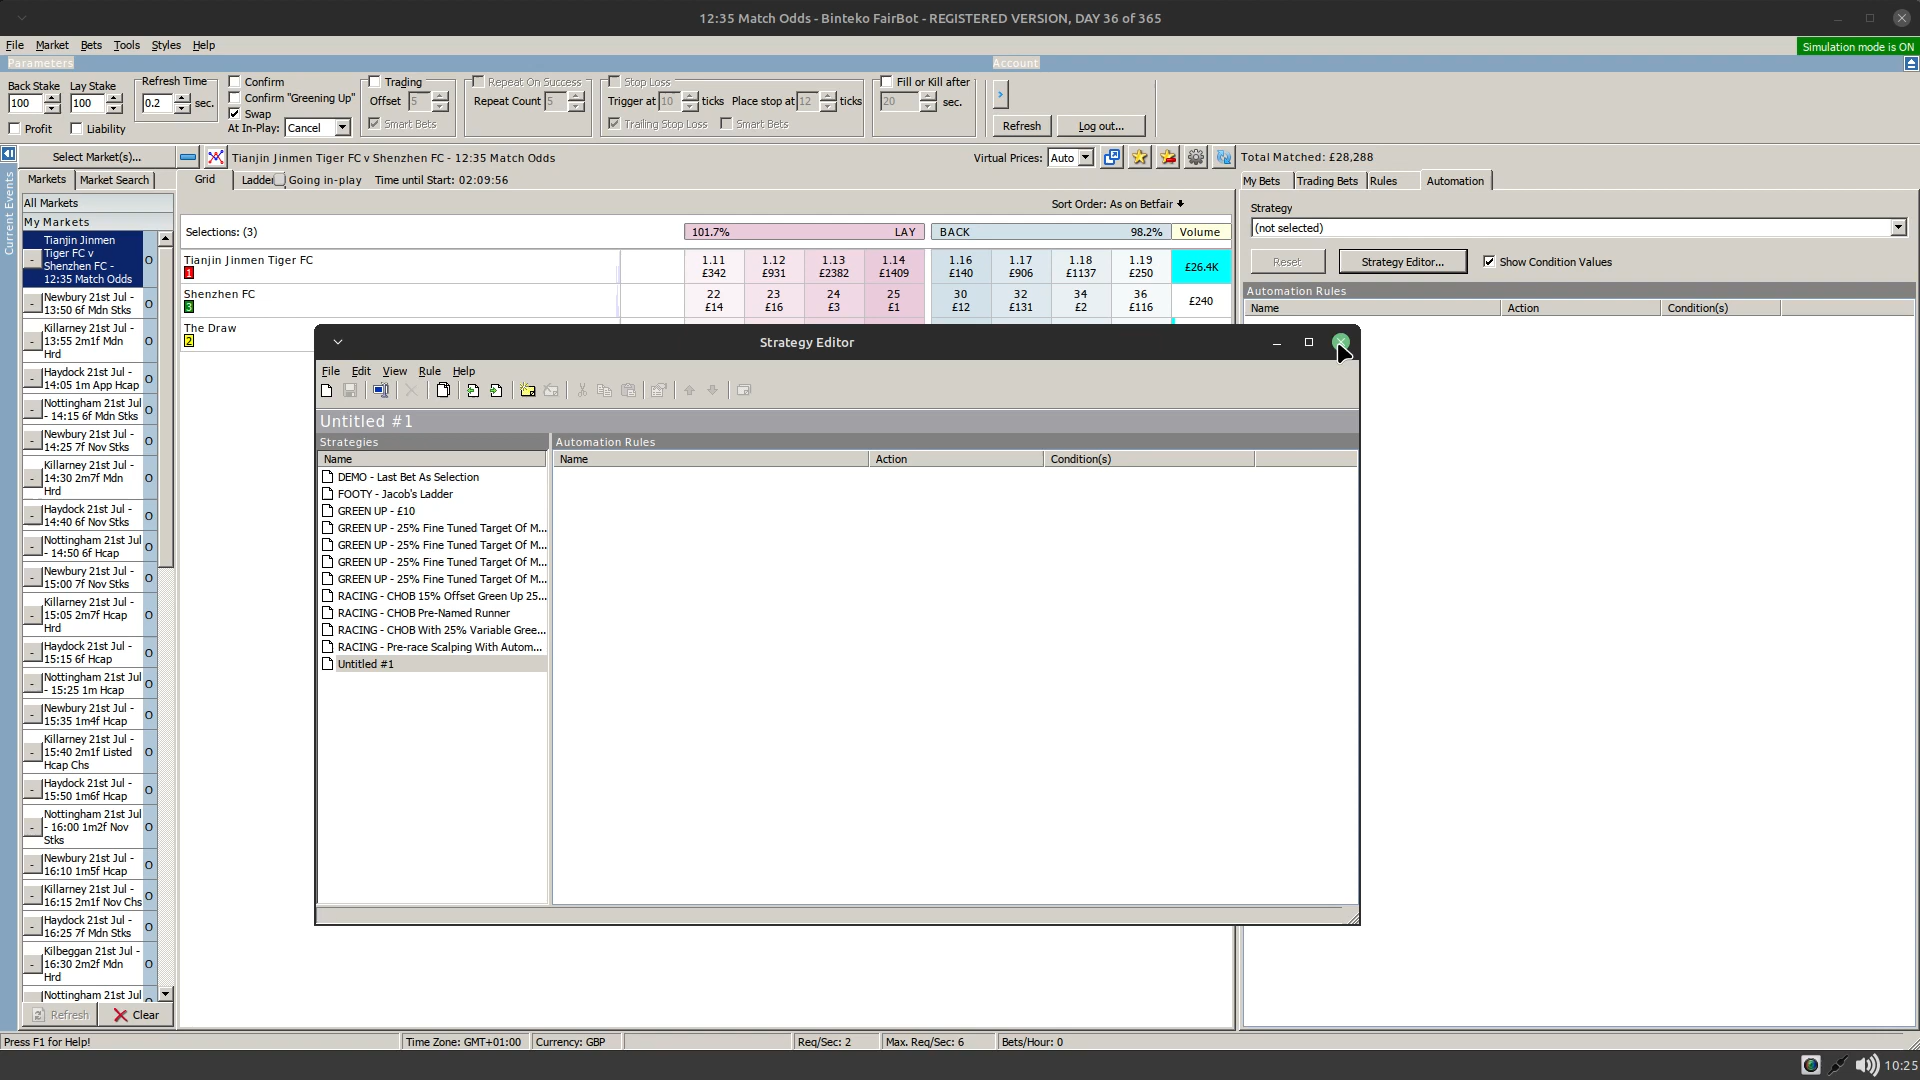 12:35 Match Odds - Binteko FairBot - REGISTERED VERSION, DAY 36 of 365
File Market Bets Tools Styles Help
Simulation mode is ON
Parameters
Account
Back Stake Lay Stake
100 100
Profit Liability
Refresh Time
0.2 sec.
Confirm
Confirm "Greening Up"
Swap
At In-Play: Cancel
Trading
Offset 5
Smart Bets
Repeat On Success
Repeat Count 5
Stop Loss
Trigger at 10 ticks Place stop at 12 ticks
Trailing Stop Loss Smart Bets
Fill or Kill after
20 sec.
Refresh Log out...
Current Events
Select Market(s)...
Markets Market Search
All Markets
My Markets
Tianjin Jinmen
Tiger FC v
Shenzhen FC -
12:35 Match Odds
O
Newbury 21st Jul -
13:50 6f Mdn Stks
O
Killarney 21st Jul -
13:55 2m1f Mdn
Hrd
O
Haydock 21st Jul -
14:05 1m App Hcap
O
Nottingham 21st Jul
- 14:15 6f Mdn Stks
O
Newbury 21st Jul -
14:25 7f Nov Stks
O
Killarney 21st Jul -
14:30 2m7f Mdn
Hrd
O
Haydock 21st Jul -
14:40 6f Nov Stks
O
Nottingham 21st Jul
- 14:50 6f Hcap
O
Newbury 21st Jul -
15:00 7f Nov Stks
O
Killarney 21st Jul -
15:05 2m7f Hcap
Hrd
O
Haydock 21st Jul -
15:15 6f Hcap
O
Nottingham 21st Jul
- 15:25 1m Hcap
O
Newbury 21st Jul -
15:35 1m4f Hcap
O
Killarney 21st Jul -
15:40 2m1f Listed
Hcap Chs
O
Haydock 21st Jul -
15:50 1m6f Hcap
O
Nottingham 21st Jul
- 16:00 1m2f Nov
Stks
O
Newbury 21st Jul -
16:10 1m5f Hcap
O
Killarney 21st Jul -
16:15 2m1f Nov Chs
O
Haydock 21st Jul -
16:25 7f Mdn Stks
O
Kilbeggan 21st Jul -
16:30 2m2f Mdn
Hrd
O
Nottingham 21st Jul
Refresh Clear
Tianjin Jinmen Tiger FC v Shenzhen FC - 12:35 Match Odds
Virtual Prices: Auto
Grid Ladder Going in-play Time until Start: 02:09:56
Sort Order: As on Betfair
Selections: (3) 101.7% LAY BACK 98.2% Volume
Tianjin Jinmen Tiger FC
1
1.11 1.12 1.13 1.14 1.16 1.17 1.18 1.19
£342 £931 £2382 £1409 £140 £906 £1137 £250
£26.4K
Shenzhen FC
3
22 23 24 25 30 32 34 36
£14 £16 £3 £1 £12 £131 £2 £116
£240
The Draw
2
Total Matched: £28,288
My Bets Trading Bets Rules Automation
Strategy
(not selected)
Reset Strategy Editor... Show Condition Values
Automation Rules
Name Action Condition(s)
Strategy Editor
File Edit View Rule Help
Untitled #1
Strategies
Name
DEMO - Last Bet As Selection
FOOTY - Jacob's Ladder
GREEN UP - £10
GREEN UP - 25% Fine Tuned Target Of M...
GREEN UP - 25% Fine Tuned Target Of M...
GREEN UP - 25% Fine Tuned Target Of M...
GREEN UP - 25% Fine Tuned Target Of M...
RACING - CHOB 15% Offset Green Up 25...
RACING - CHOB Pre-Named Runner
RACING - CHOB With 25% Variable Gree...
RACING - Pre-race Scalping With Autom...
Untitled #1
Automation Rules
Name Action Condition(s)
Press F1 for Help!
Time Zone: GMT+01:00
Currency: GBP
Req/Sec: 2
Max. Req/Sec: 6
Bets/Hour: 0
10:25